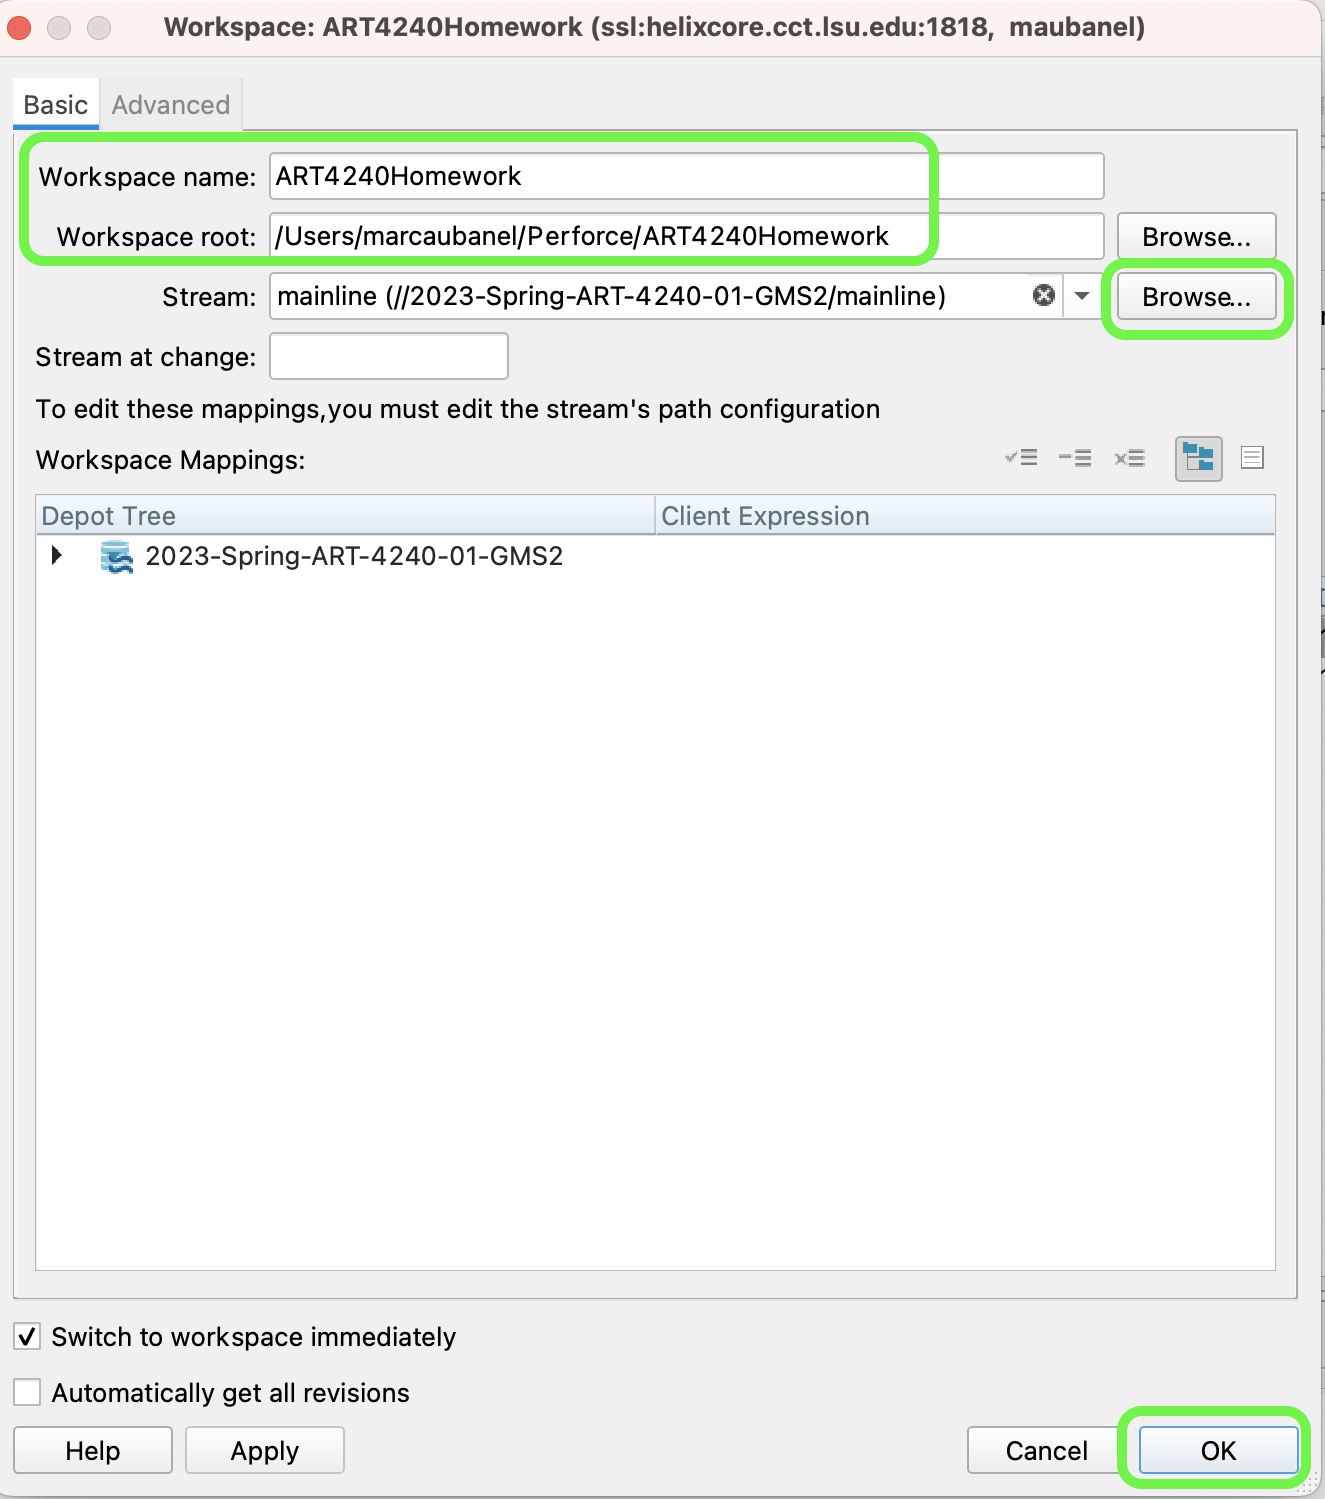 Workspace: ART4240Homework (ssl:helixcore.cct.lsu.edu:1818,  maubanel)
Basic Advanced
Workspace name: ART4240Homework
Workspace root: /Users/marcaubanel/Perforce/ART4240Homework Browse...
Stream: mainline (//2023-Spring-ART-4240-01-GMS2/mainline) Browse...
Stream at change:
To edit these mappings,you must edit the stream's path configuration
Workspace Mappings:
Depot Tree Client Expression
2023-Spring-ART-4240-01-GMS2
Switch to workspace immediately
Automatically get all revisions
Help Apply Cancel OK